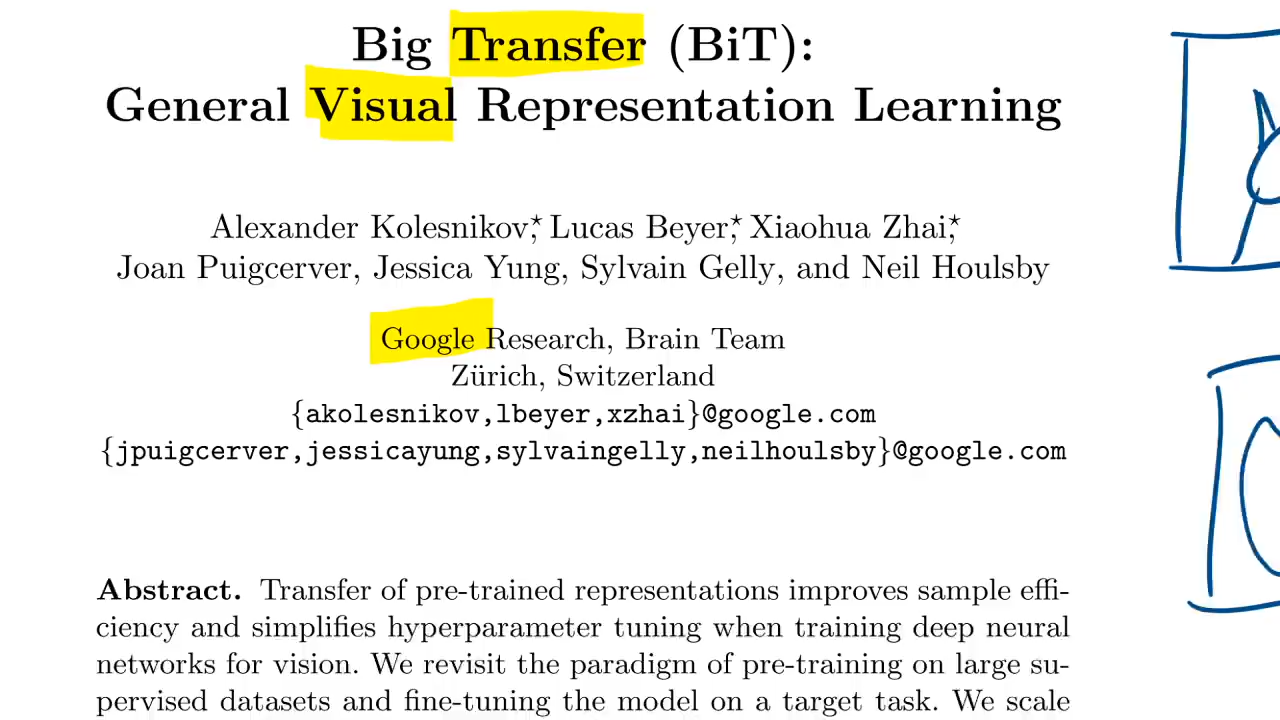 Big Transfer (BiT):
General Visual Representation Learning
Alexander Kolesnikov*, Lucas Beyer*, Xiaohua Zhai*,
Joan Puigcerver, Jessica Yung, Sylvain Gelly, and Neil Houlsby
Google Research, Brain Team
Zürich, Switzerland
{akolesnikov,lbeyer,xzhai}@google.com
{jpuigcerver,jessicayung,sylvaingelly,neilhoulsby}@google.com
Abstract. Transfer of pre-trained representations improves sample effi-
ciency and simplifies hyperparameter tuning when training deep neural
networks for vision. We revisit the paradigm of pre-training on large su-
pervised datasets and fine-tuning the model on a target task. We scale